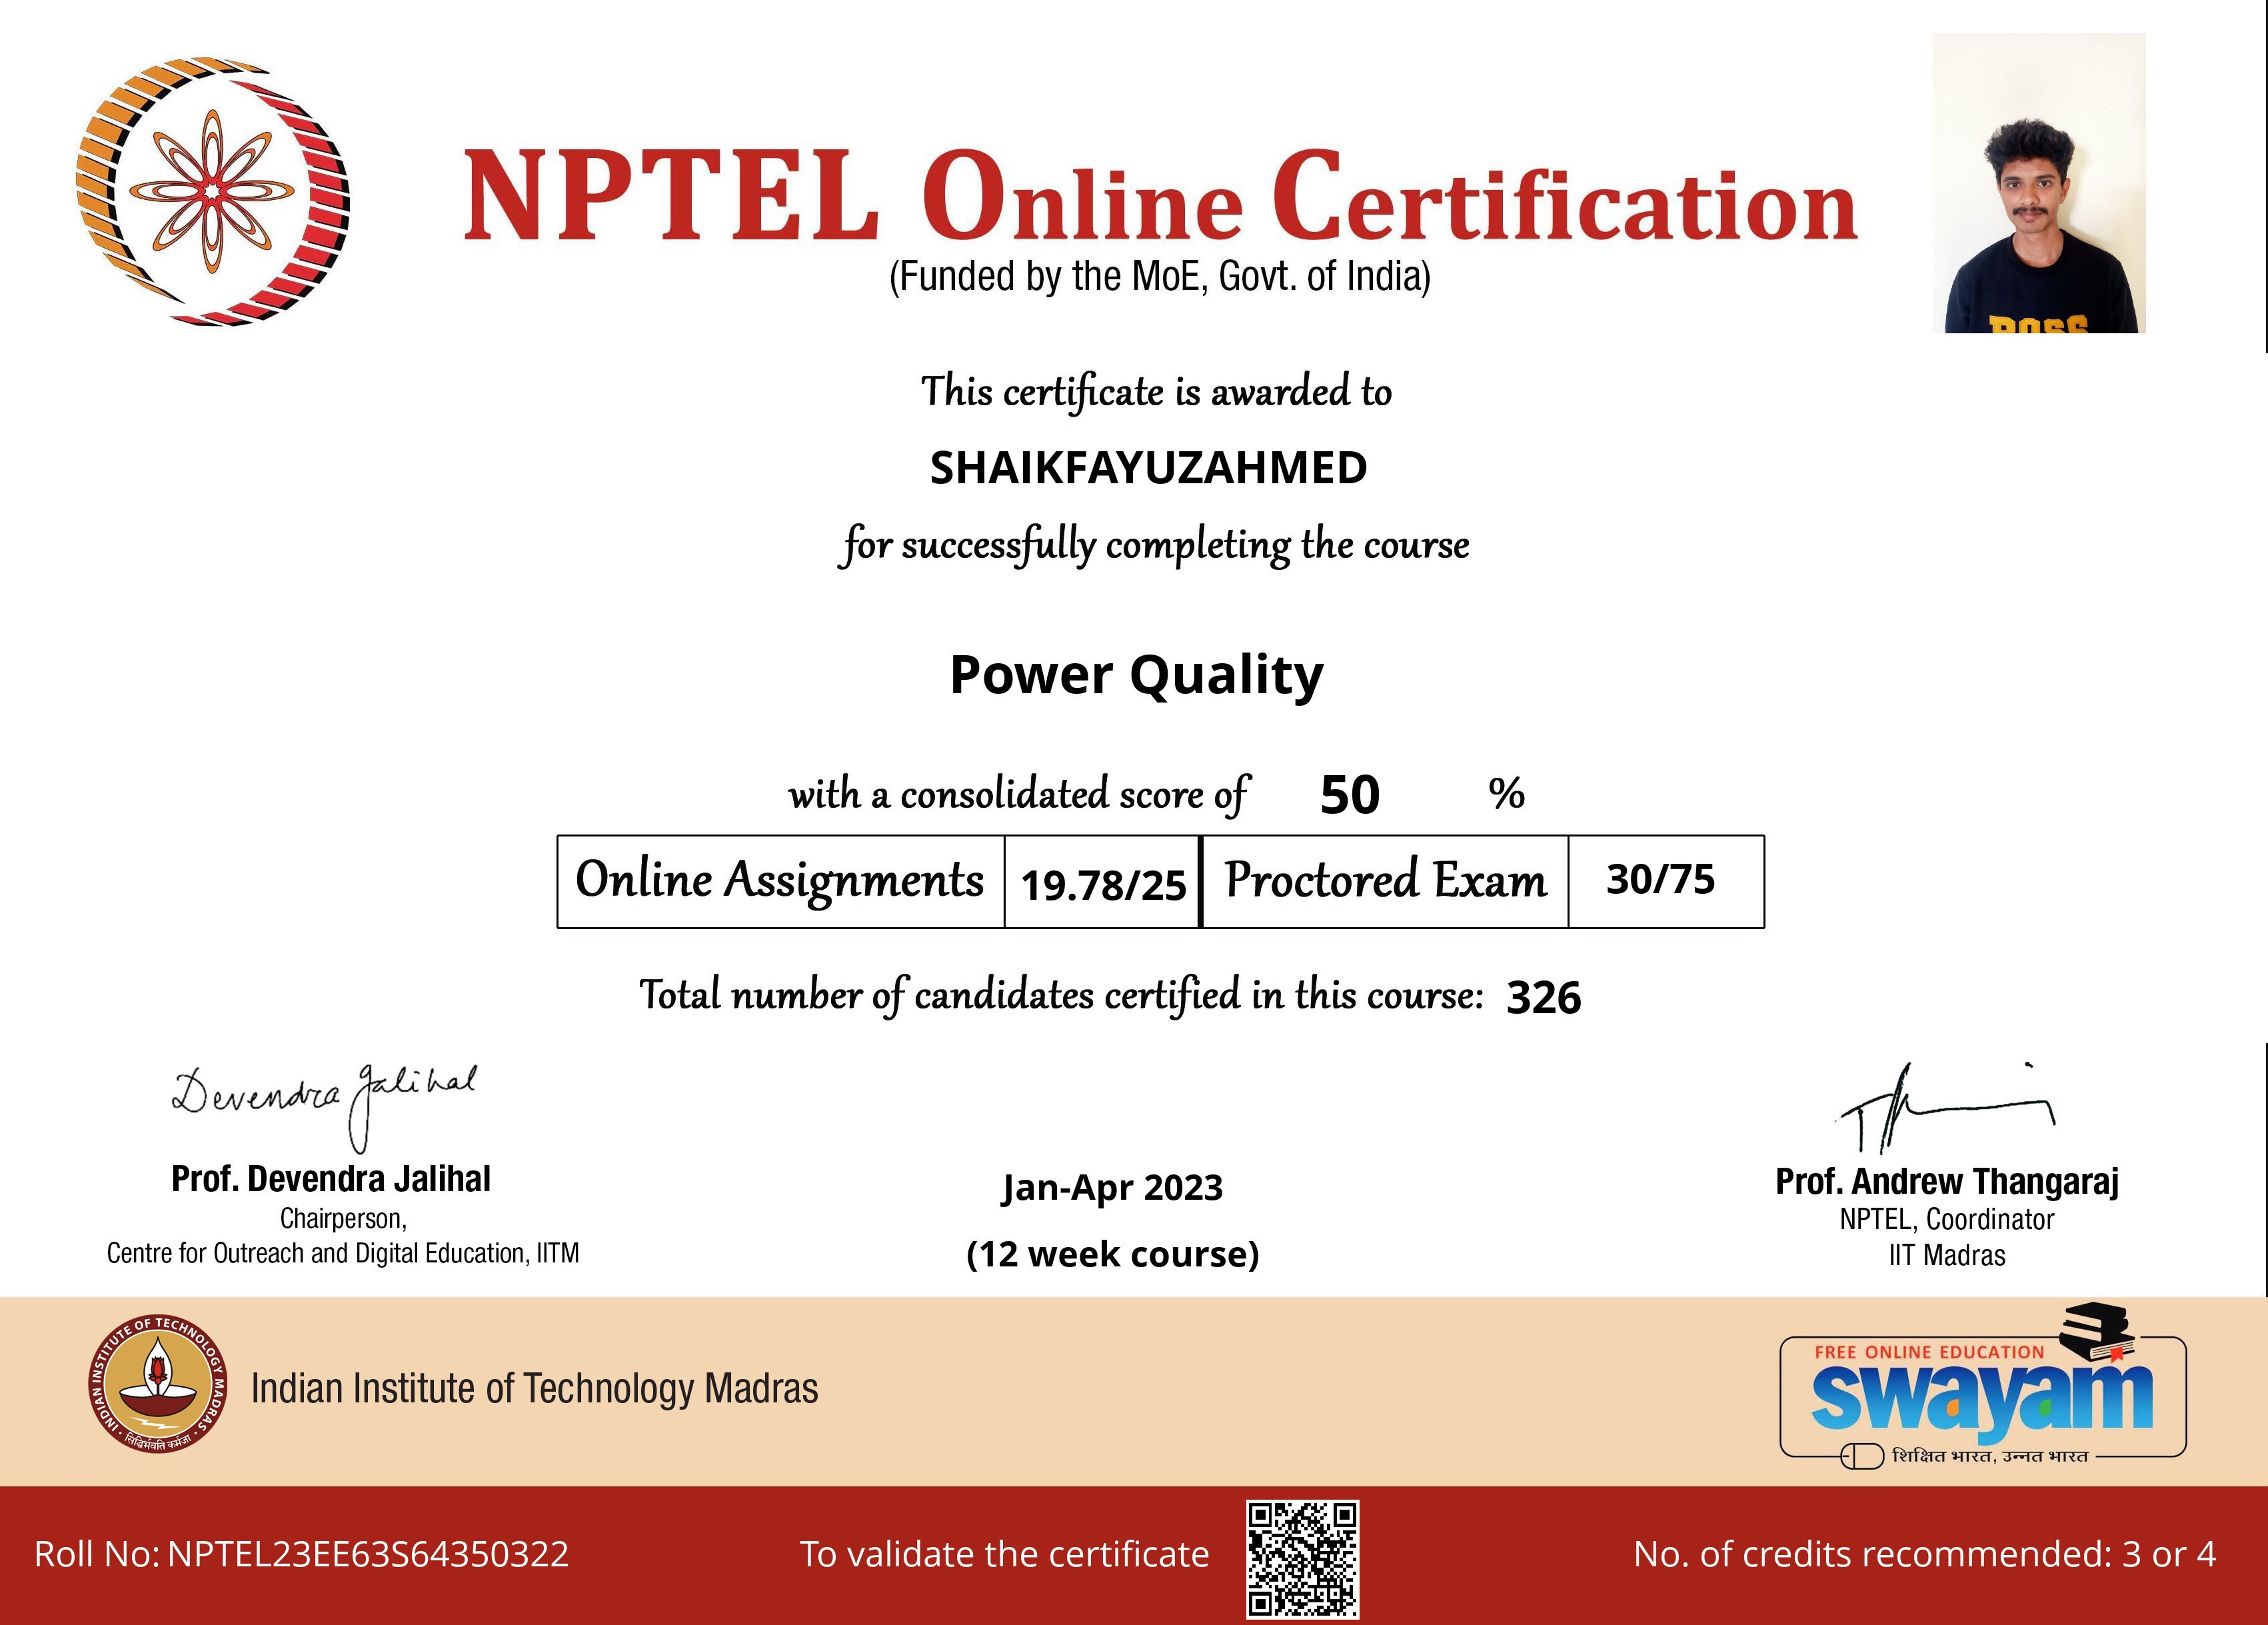 NPTEL Online Certification
(Funded by the MoE, Govt. of India)
BOSS
This certificate is awarded to
SHAIKFAYUZAHMED
for successfully completing the course
Power Quality
with a consolidated score of 50 %
Online Assignments 19.78/25 Proctored Exam 30/75
Total number of candidates certified in this course: 326
Devendra Jalihal
Prof. Devendra Jalihal
Chairperson,
Centre for Outreach and Digital Education, IITM
Jan-Apr 2023
(12 week course)
Prof. Andrew Thangaraj
NPTEL, Coordinator
IIT Madras
INDIAN INSTITUTE OF TECHNOLOGY MADRAS
सिद्धिर्भवति कर्मजा
Indian Institute of Technology Madras
FREE ONLINE EDUCATION
swayam
शिक्षित भारत, उन्नत भारत
Roll No: NPTEL23EE63S64350322
To validate the certificate
No. of credits recommended: 3 or 4